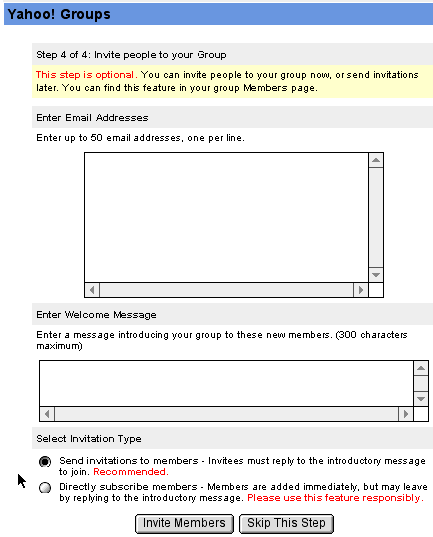 Yahoo! Groups
Step 4 of 4: Invite people to your Group
This step is optional. You can invite people to your group now, or send invitations
later. You can find this feature in your group Members page.
Enter Email Addresses
Enter up to 50 email addresses, one per line.
Enter Welcome Message
Enter a message introducing your group to these new members. (300 characters
maximum)
Select Invitation Type
Send invitations to members - Invitees must reply to the introductory message
to join. Recommended.
Directly subscribe members - Members are added immediately, but may leave
by replying to the introductory message. Please use this feature responsibly.
Invite Members Skip This Step